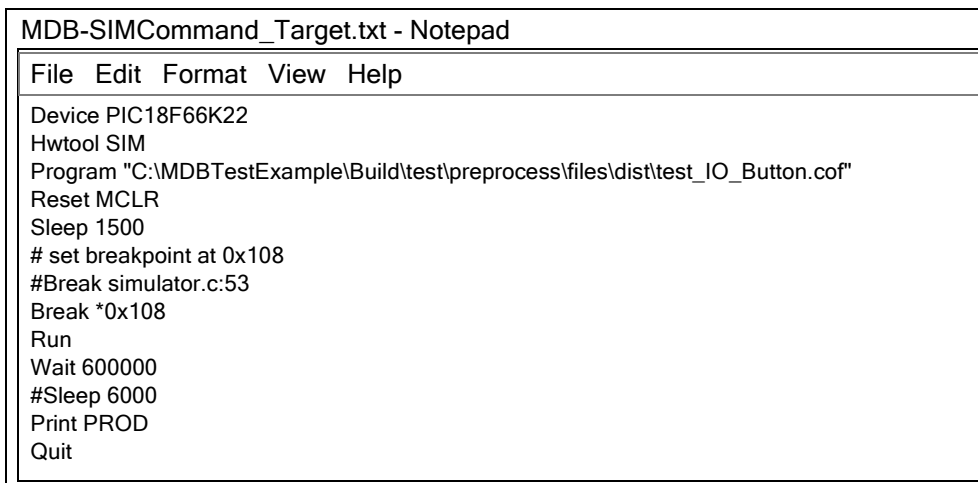 MDB-SIMCommand_Target.txt - Notepad
File Edit Format View Help
Device PIC18F66K22
Hwtool SIM
Program "C:\MDBTestExample\Build\test\preprocess\files\dist\test_IO_Button.cof"
Reset MCLR
Sleep 1500
# set breakpoint at 0x108
#Break simulator.c:53
Break *0x108
Run
Wait 600000
#Sleep 6000
Print PROD
Quit